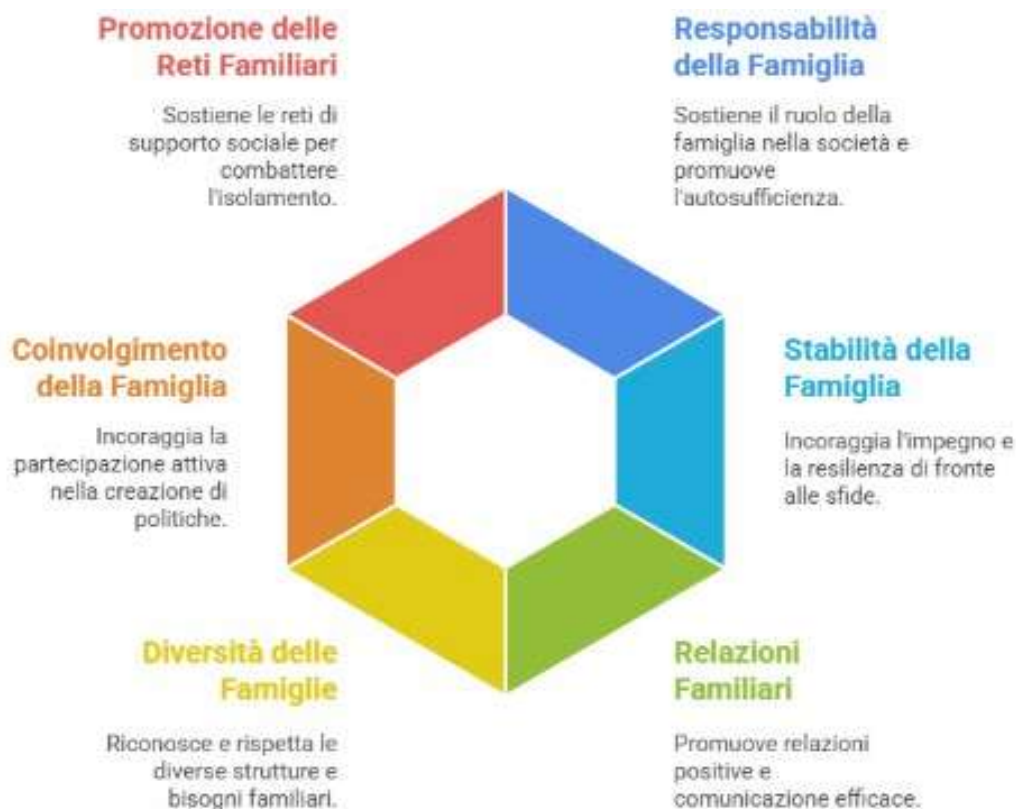 Promozione delle
Reti Familiari
Sostiene le reti di
supporto sociale per
combattere
l'isolamento.
Responsabilità
della Famiglia
Sostiene il ruolo della
famiglia nella società e
promuove
l'autosufficienza.
Coinvolgimento
della Famiglia
Incoraggia la
partecipazione attiva
nella creazione di
politiche.
Stabilità della
Famiglia
Incoraggia l'impegno e
la resilienza di fronte
alle sfide.
Diversità delle
Famiglie
Riconosce e rispetta le
diverse strutture e
bisogni familiari.
Relazioni
Familiari
Promuove relazioni
positive e
comunicazione efficace.